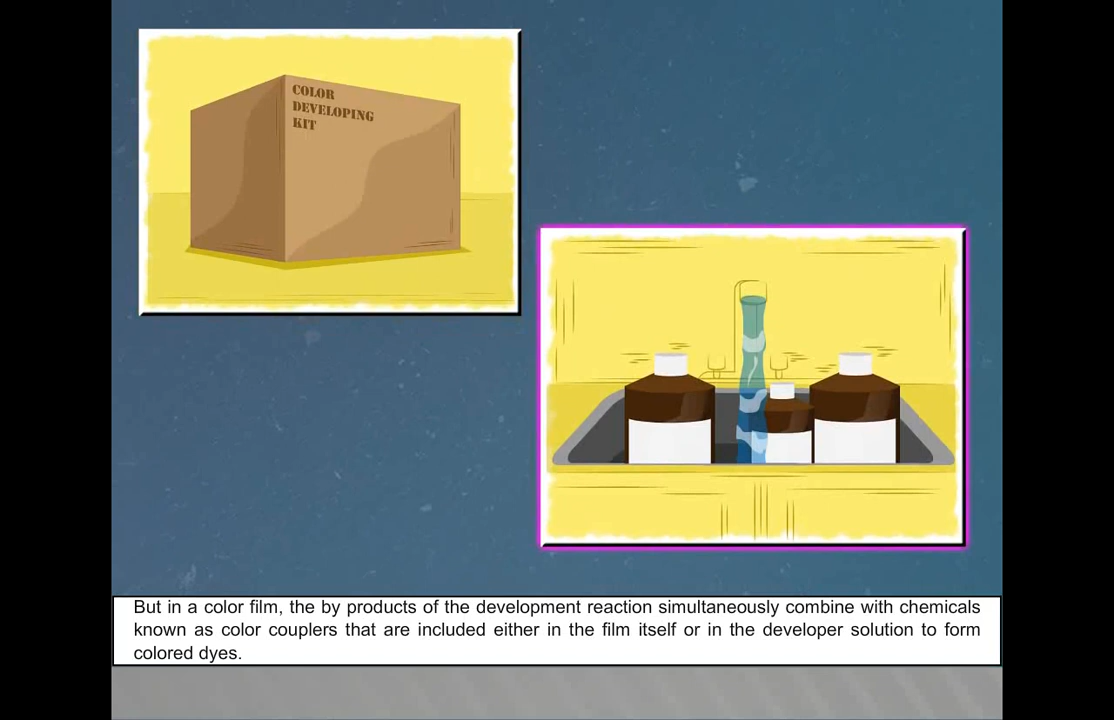 COLOR
DEVELOPING
KIT
But in a color film, the by products of the development reaction simultaneously combine with chemicals
known as color couplers that are included either in the film itself or in the developer solution to form
colored dyes.